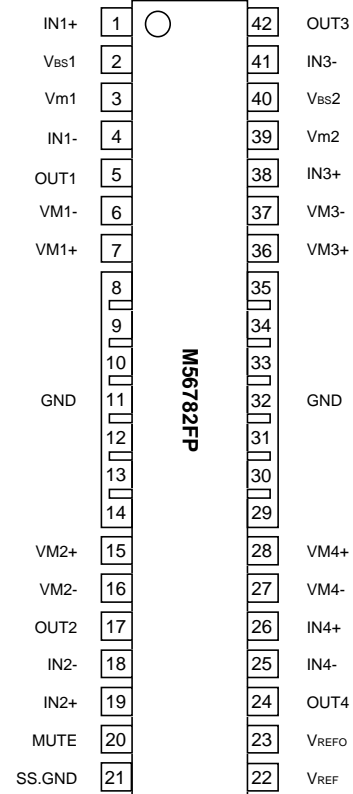 IN1+ 1 42 OUT3
VBS1 2 41 IN3-
Vm1 3 40 VBS2
IN1- 4 39 Vm2
OUT1 5 38 IN3+
VM1- 6 37 VM3-
VM1+ 7 36 VM3+
8 35
9 34
10 33
GND 11 32 GND
12 31
13 30
14 29
M56782FP
VM2+ 15 28 VM4+
VM2- 16 27 VM4-
OUT2 17 26 IN4+
IN2- 18 25 IN4-
IN2+ 19 24 OUT4
MUTE 20 23 VREFO
SS.GND 21 22 VREF